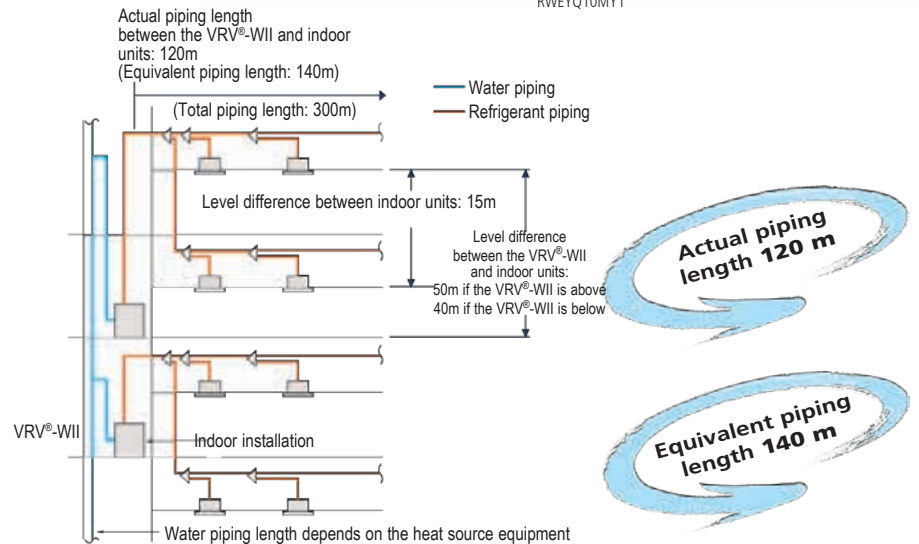 RWEYQ10MY1
Actual piping length
between the VRV®-WII and indoor
units: 120m
(Equivalent piping length: 140m)
(Total piping length: 300m)
Water piping
Refrigerant piping
Level difference between indoor units: 15m
Level difference
between the VRV®-WII
and indoor units:
50m if the VRV®-WII is above
40m if the VRV®-WII is below
Actual piping
length 120 m
VRV®-WII
Indoor installation
Equivalent piping
length 140 m
Water piping length depends on the heat source equipment